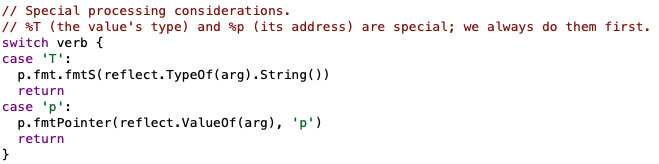 // Special processing considerations.
// %T (the value's type) and %p (its address) are special; we always do them first.
switch verb {
case 'T':
  p.fmt.fmtS(reflect.TypeOf(arg).String())
  return
case 'p':
  p.fmtPointer(reflect.ValueOf(arg), 'p')
  return
}